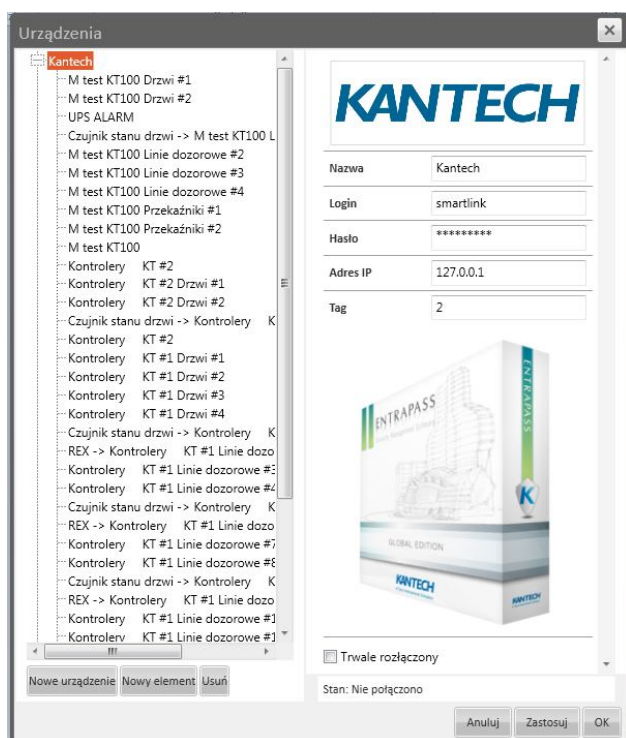 Urządzenia
Kantech
M test KT100 Drzwi #1
M test KT100 Drzwi #2
UPS ALARM
Czujnik stanu drzwi -> M test KT100 L
M test KT100 Linie dozorowe #2
M test KT100 Linie dozorowe #3
M test KT100 Linie dozorowe #4
M test KT100 Przekaźniki #1
M test KT100 Przekaźniki #2
M test KT100
Kontrolery KT #2
Kontrolery KT #2 Drzwi #1
Kontrolery KT #2 Drzwi #2
Czujnik stanu drzwi -> Kontrolery K
Kontrolery KT #2
Kontrolery KT #1 Drzwi #1
Kontrolery KT #1 Drzwi #2
Kontrolery KT #1 Drzwi #3
Kontrolery KT #1 Drzwi #4
Czujnik stanu drzwi -> Kontrolery K
REX -> Kontrolery KT #1 Linie dozo
Kontrolery KT #1 Linie dozorowe #3
Kontrolery KT #1 Linie dozorowe #4
Czujnik stanu drzwi -> Kontrolery K
REX -> Kontrolery KT #1 Linie dozo
Kontrolery KT #1 Linie dozorowe #7
Kontrolery KT #1 Linie dozorowe #8
Czujnik stanu drzwi -> Kontrolery K
REX -> Kontrolery KT #1 Linie dozo
Kontrolery KT #1 Linie dozorowe #1
Kontrolery KT #1 Linie dozorowe #1
Nowe urządzenie Nowy element Usuń
KANTECH
Nazwa Kantech
Login smartlink
Hasło *********
Adres IP 127.0.0.1
Tag 2
ENTRAPASS
ENTRAPASS
GLOBAL EDITION
KANTECH
KANTECH
Trwale rozłączony
Stan: Nie połączono
Anuluj Zastosuj OK